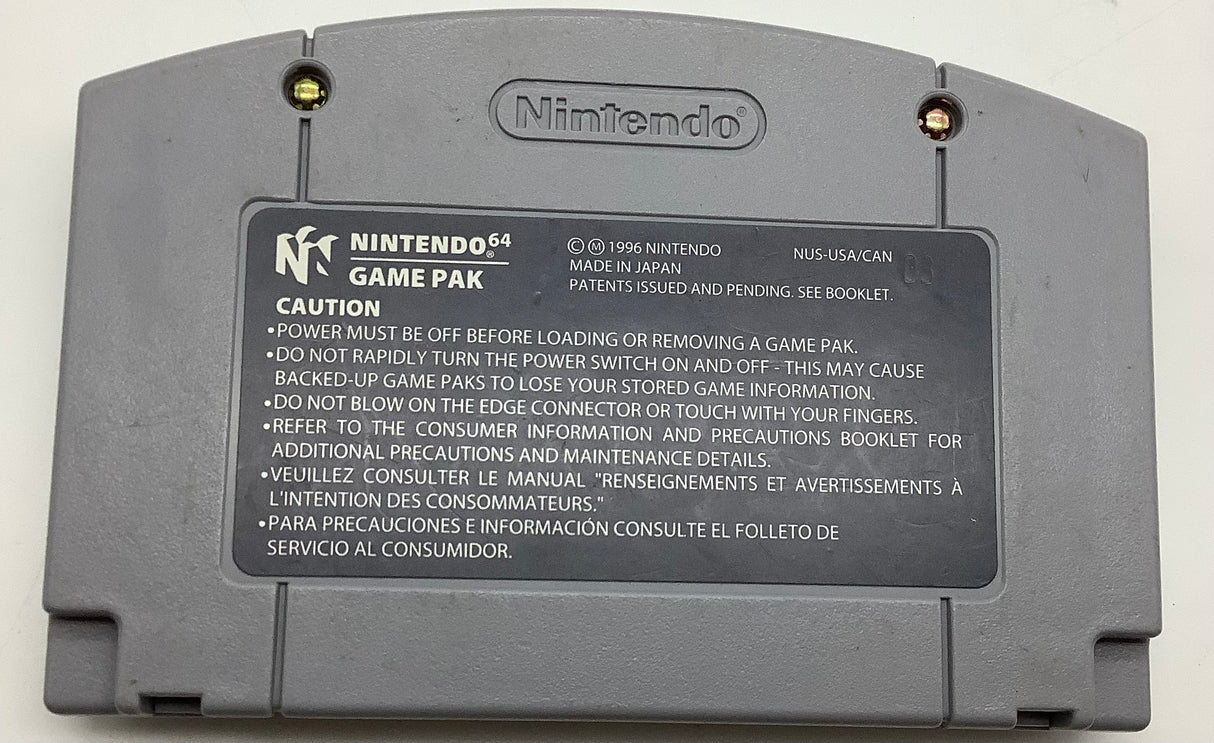 Nintendo®
NINTENDO64®
GAME PAK
Ⓒ Ⓜ 1996 NINTENDO
MADE IN JAPAN
PATENTS ISSUED AND PENDING. SEE BOOKLET.
NUS-USA/CAN
CAUTION
•POWER MUST BE OFF BEFORE LOADING OR REMOVING A GAME PAK.
•DO NOT RAPIDLY TURN THE POWER SWITCH ON AND OFF - THIS MAY CAUSE
BACKED-UP GAME PAKS TO LOSE YOUR STORED GAME INFORMATION.
•DO NOT BLOW ON THE EDGE CONNECTOR OR TOUCH WITH YOUR FINGERS.
•REFER TO THE CONSUMER INFORMATION AND PRECAUTIONS BOOKLET FOR
ADDITIONAL PRECAUTIONS AND MAINTENANCE DETAILS.
•VEUILLEZ CONSULTER LE MANUAL "RENSEIGNEMENTS ET AVERTISSEMENTS À
L'INTENTION DES CONSOMMATEURS."
•PARA PRECAUCIONES E INFORMACIÓN CONSULTE EL FOLLETO DE
SERVICIO AL CONSUMIDOR.